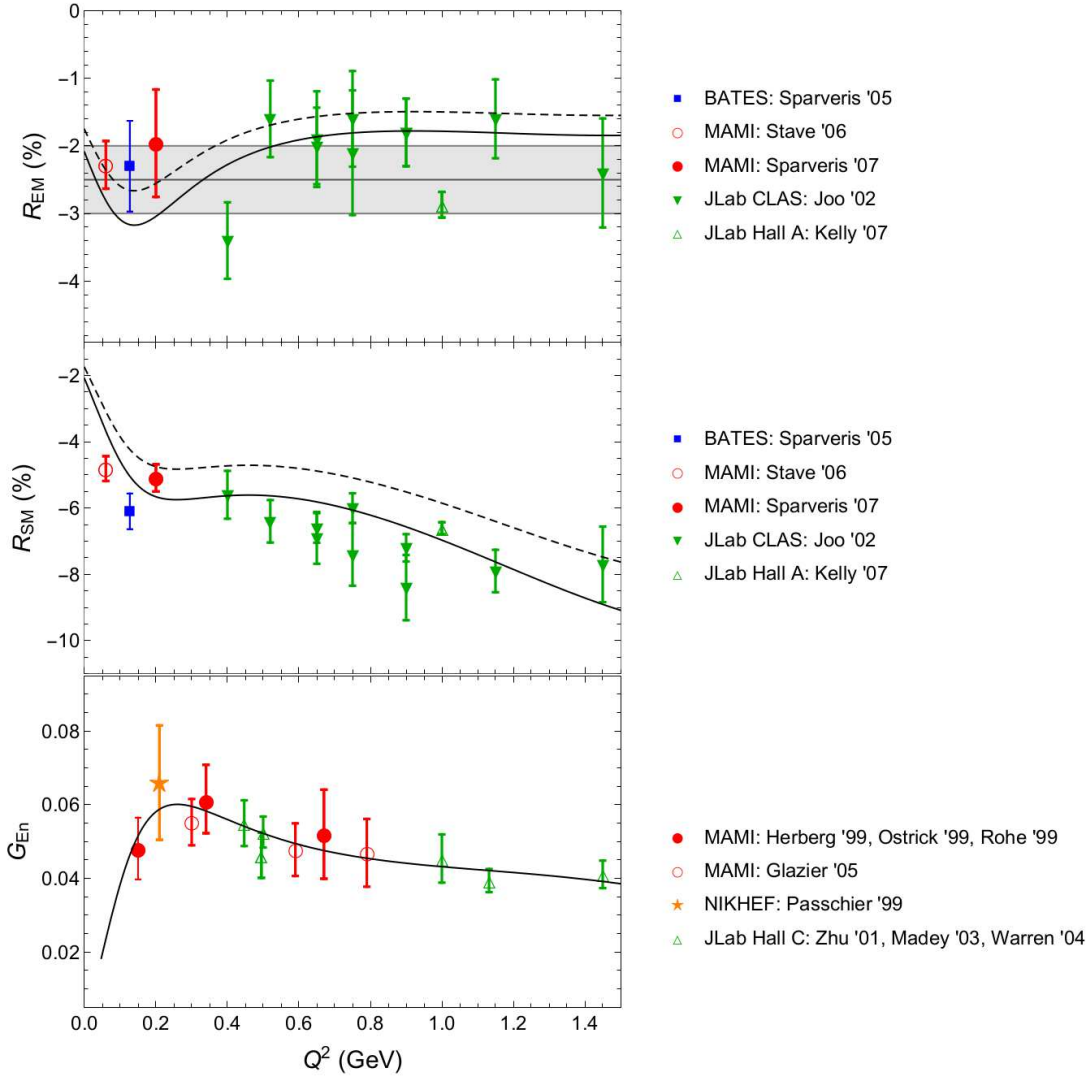 0
−1
−2
−3
−4
R_EM (%)
BATES: Sparveris '05
MAMI: Stave '06
MAMI: Sparveris '07
JLab CLAS: Joo '02
JLab Hall A: Kelly '07
−2
−4
−6
−8
−10
R_SM (%)
BATES: Sparveris '05
MAMI: Stave '06
MAMI: Sparveris '07
JLab CLAS: Joo '02
JLab Hall A: Kelly '07
0.08
0.06
0.04
0.02
G_En
MAMI: Herberg '99, Ostrick '99, Rohe '99
MAMI: Glazier '05
NIKHEF: Passchier '99
JLab Hall C: Zhu '01, Madey '03, Warren '04
0.0 0.2 0.4 0.6 0.8 1.0 1.2 1.4
Q² (GeV)